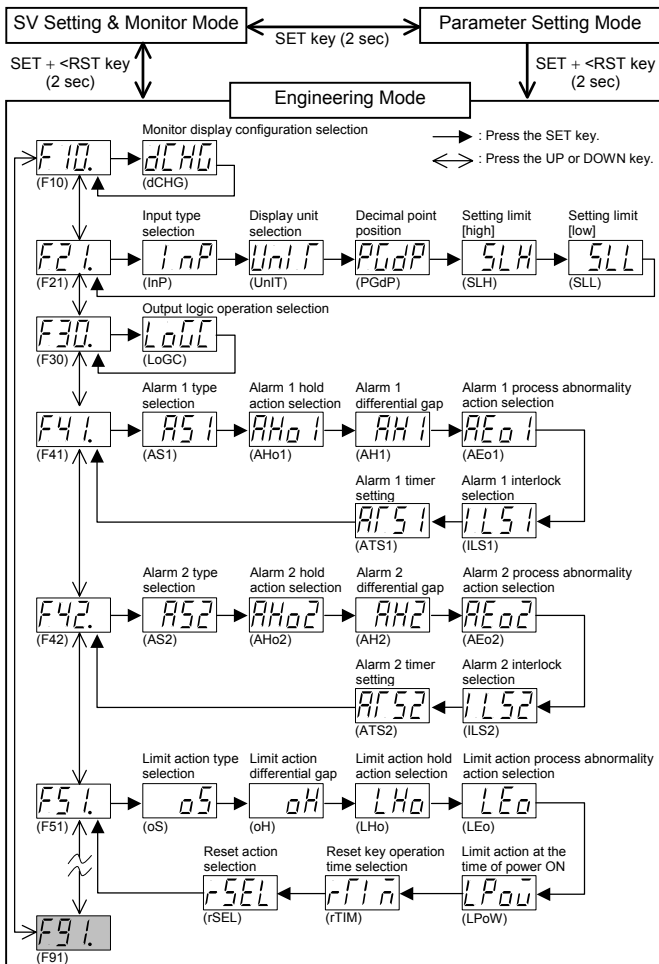 SV Setting & Monitor Mode
Parameter Setting Mode
SET key (2 sec)
SET + <RST key
(2 sec)
SET + <RST key
(2 sec)
Engineering Mode
: Press the SET key.
: Press the UP or DOWN key.
Monitor display configuration selection
F10.
dCHG
(F10)
(dCHG)
Input type
selection
Display unit
selection
Decimal point
position
Setting limit
[high]
Setting limit
[low]
F21.
InP
UnIT
PGdP
SLH
SLL
(F21)
(InP)
(UnIT)
(PGdP)
(SLH)
(SLL)
Output logic operation selection
F30.
LoGC
(F30)
(LoGC)
Alarm 1 type
selection
Alarm 1 hold
action selection
Alarm 1
differential gap
Alarm 1 process abnormality
action selection
F41.
AS1
AHo1
AH1
AEo1
(F41)
(AS1)
(AHo1)
(AH1)
(AEo1)
Alarm 1 timer
setting
Alarm 1 interlock
selection
ATS1
ILS1
(ATS1)
(ILS1)
Alarm 2 type
selection
Alarm 2 hold
action selection
Alarm 2
differential gap
Alarm 2 process abnormality
action selection
F42.
AS2
AHo2
AH2
AEo2
(F42)
(AS2)
(AHo2)
(AH2)
(AEo2)
Alarm 2 timer
setting
Alarm 2 interlock
selection
ATS2
ILS2
(ATS2)
(ILS2)
Limit action type
selection
Limit action
differential gap
Limit action hold
action selection
Limit action process abnormality
action selection
F51.
oS
oH
LHo
LEo
(F51)
(oS)
(oH)
(LHo)
(LEo)
Reset action
selection
Reset key operation
time selection
Limit action at the
time of power ON
rSEL
rTIM
LPoW
(rSEL)
(rTIM)
(LPoW)
F91.
(F91)